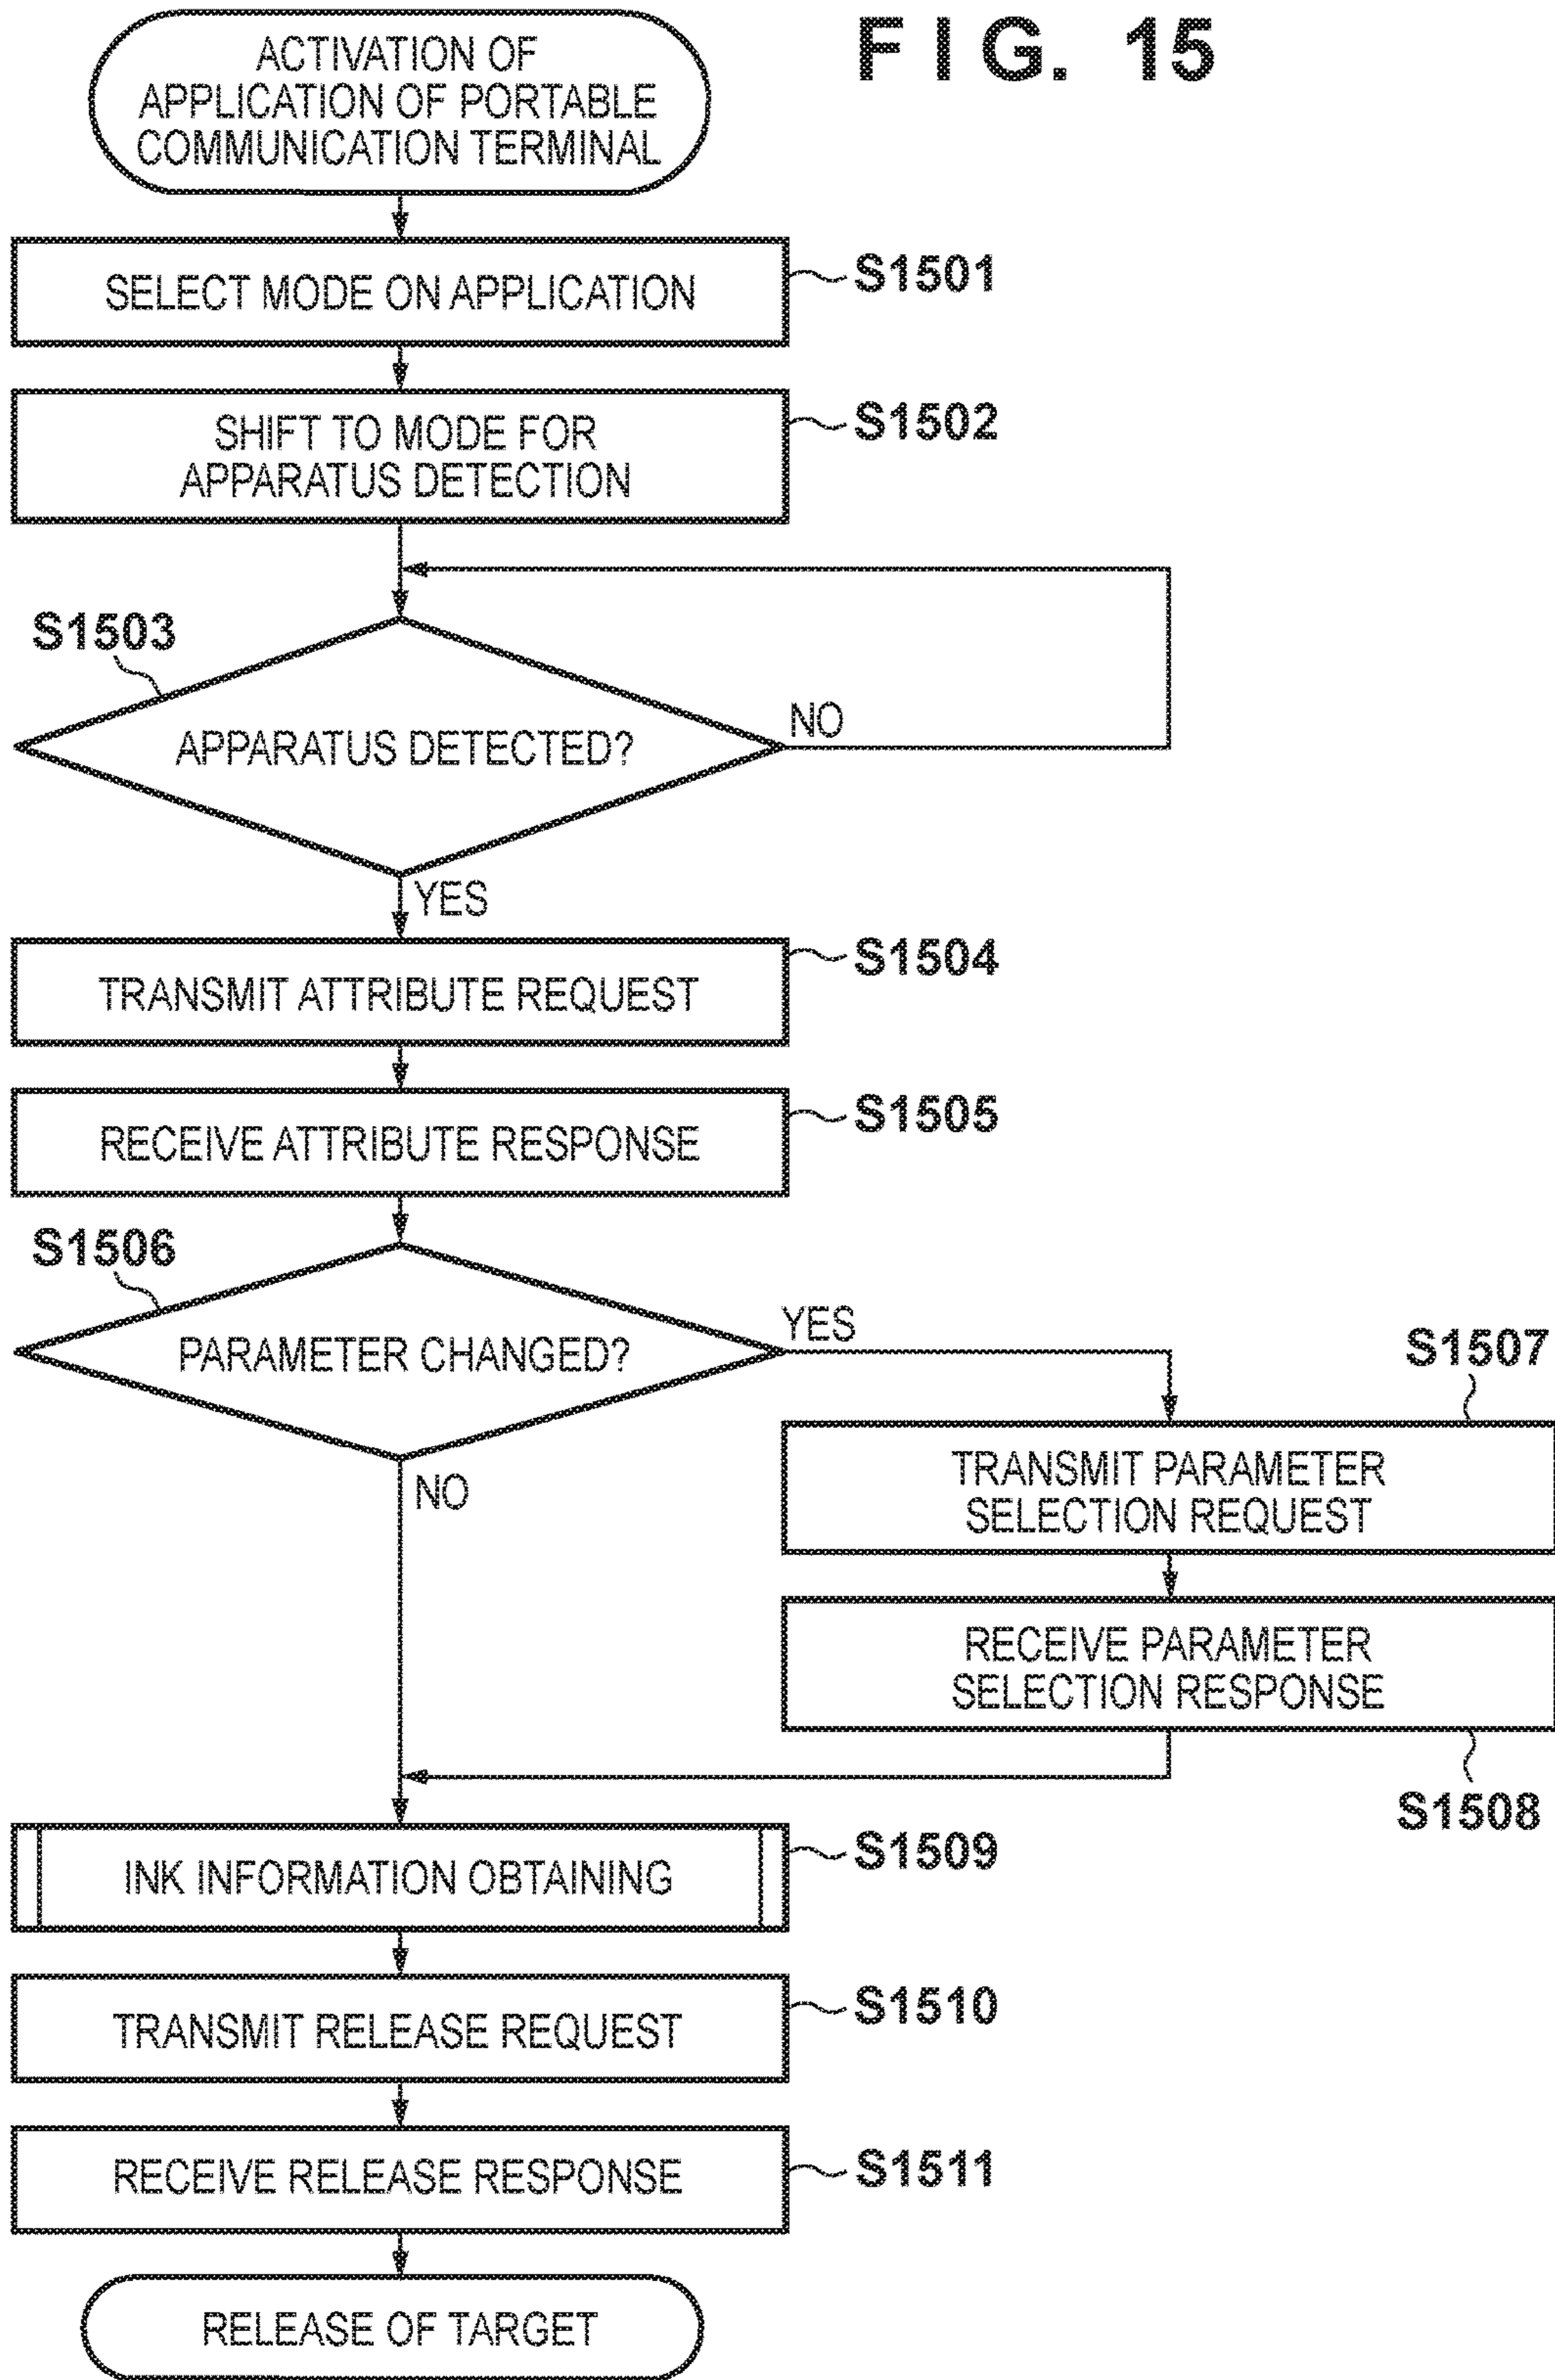 FIG. 15
ACTIVATION OF
APPLICATION OF PORTABLE
COMMUNICATION TERMINAL
SELECT MODE ON APPLICATION
S1501
SHIFT TO MODE FOR
APPARATUS DETECTION
S1502
S1503
APPARATUS DETECTED?
NO
YES
TRANSMIT ATTRIBUTE REQUEST
S1504
RECEIVE ATTRIBUTE RESPONSE
S1505
S1506
PARAMETER CHANGED?
YES
NO
S1507
TRANSMIT PARAMETER
SELECTION REQUEST
RECEIVE PARAMETER
SELECTION RESPONSE
S1508
INK INFORMATION OBTAINING
S1509
TRANSMIT RELEASE REQUEST
S1510
RECEIVE RELEASE RESPONSE
S1511
RELEASE OF TARGET